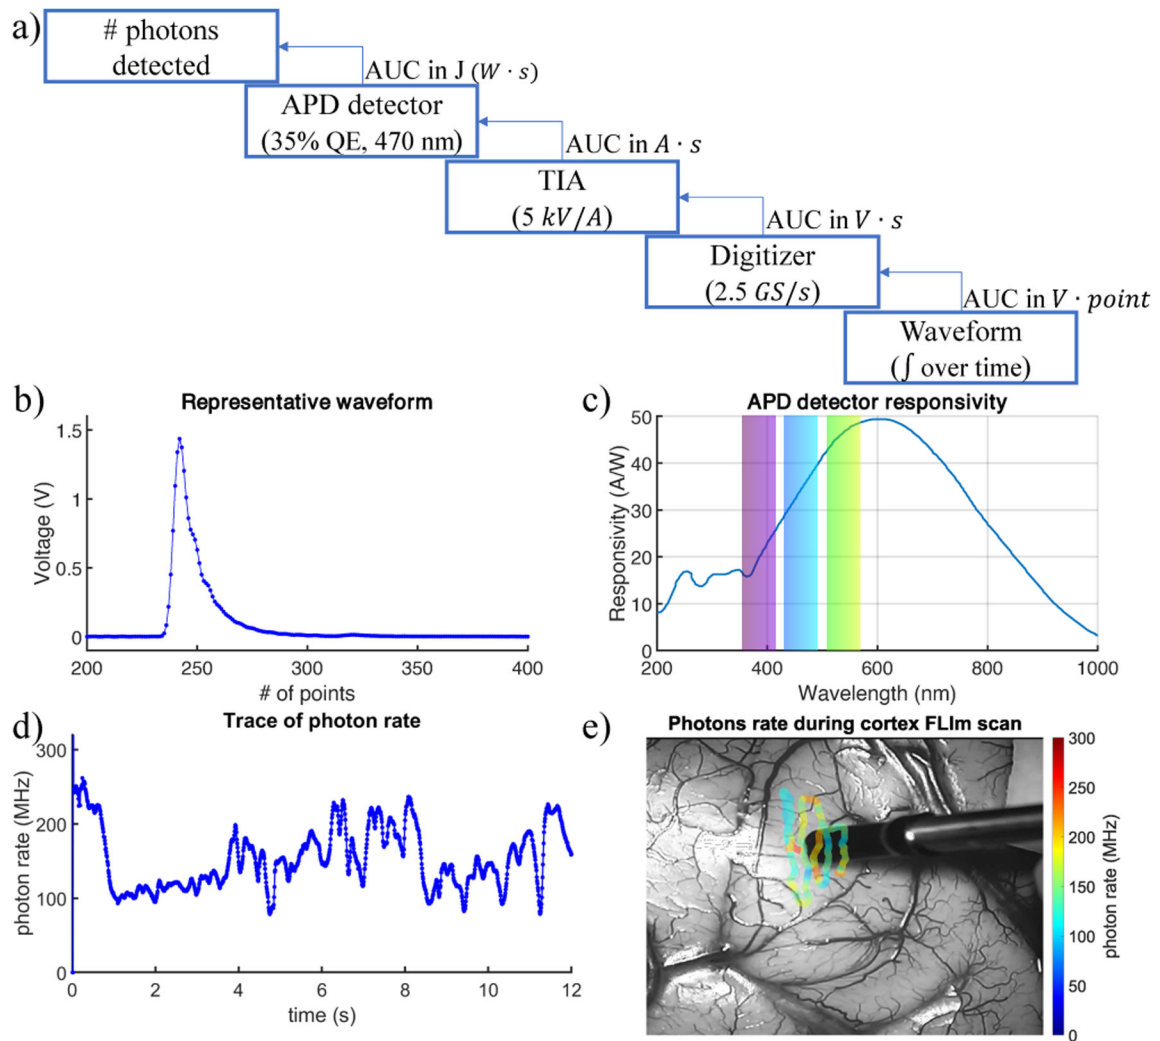 a)
# photons
detected
AUC in J (W · s)
APD detector
(35% QE, 470 nm)
AUC in A · s
TIA
(5 kV/A)
AUC in V · s
Digitizer
(2.5 GS/s)
AUC in V · point
Waveform
(∫ over time)
b)
Representative waveform
Voltage (V)
1.5
1
0.5
0
200
250
300
350
400
# of points
c)
APD detector responsivity
Responsivity (A/W)
50
40
30
20
10
0
200
400
600
800
1000
Wavelength (nm)
d)
Trace of photon rate
photon rate (MHz)
300
200
100
0
0
2
4
6
8
10
12
time (s)
e)
Photons rate during cortex FLIm scan
300
250
200
150
100
50
0
photon rate (MHz)